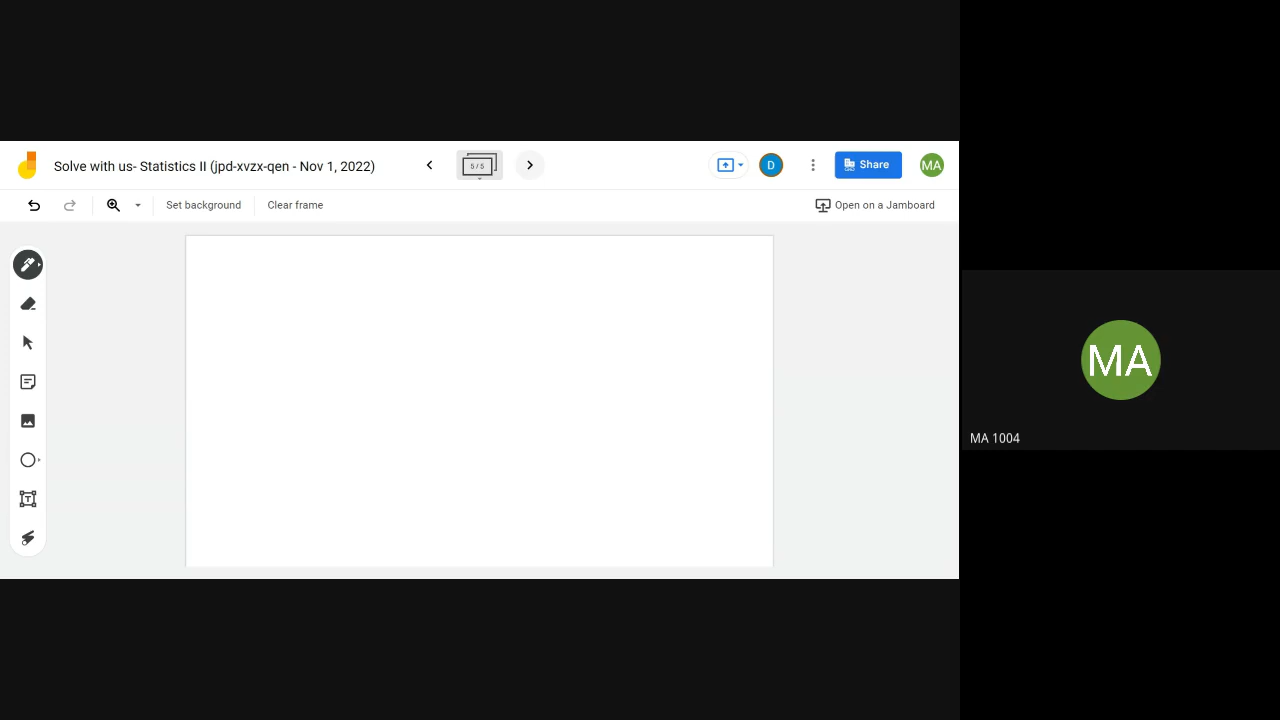 Solve with us- Statistics II (jpd-xvzx-qen - Nov 1, 2022)
5 / 5
D
Share
MA
Set background
Clear frame
Open on a Jamboard
MA
MA 1004